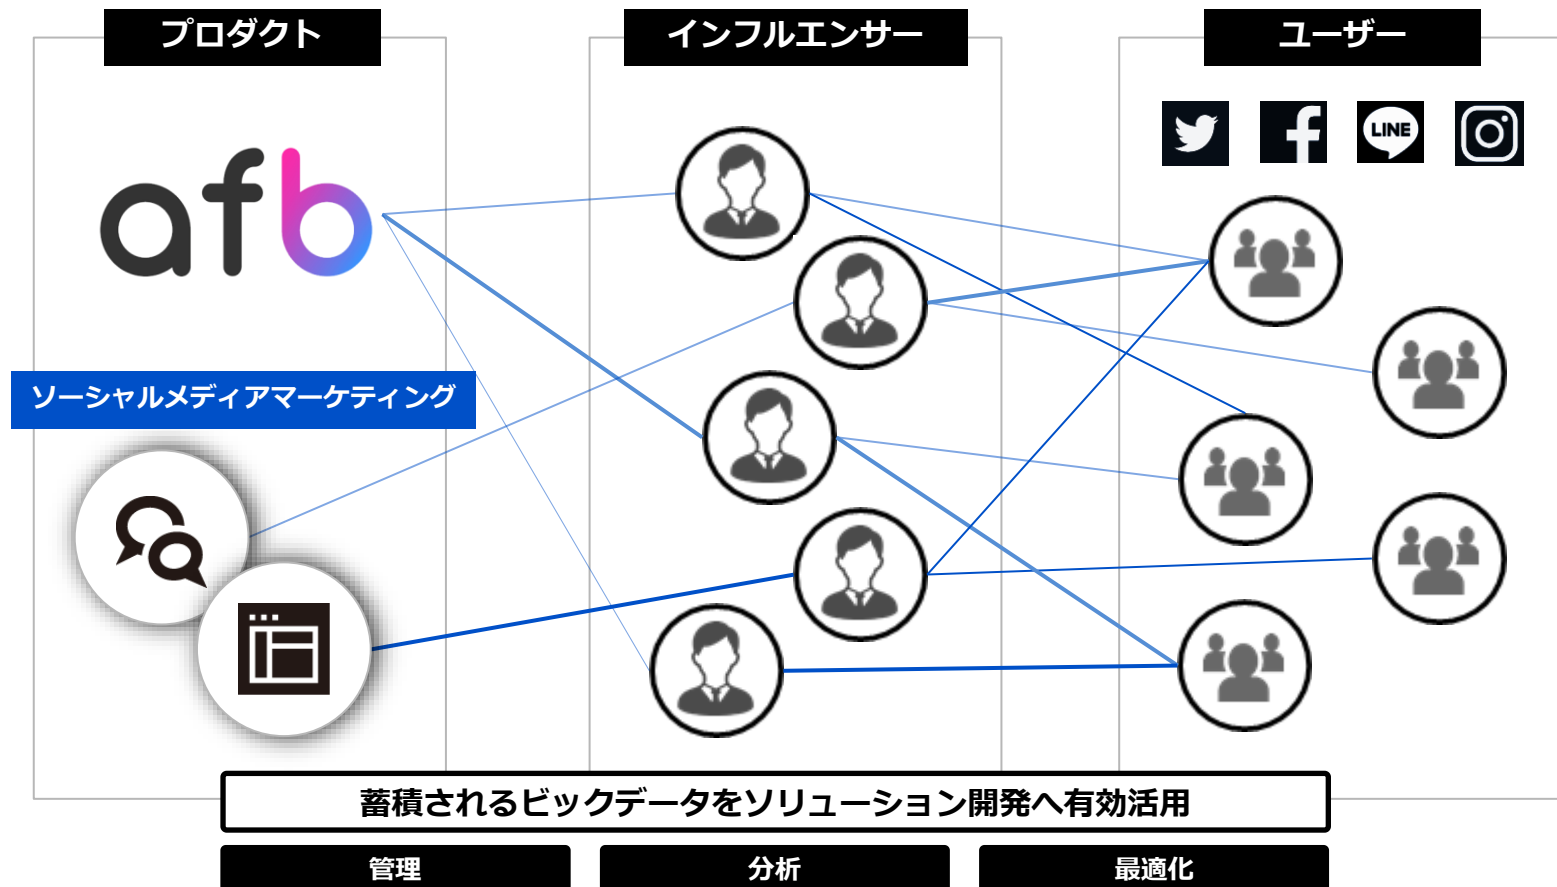 プロダクト
インフルエンサー
ユーザー
LINE
afb
ソーシャルメディアマーケティング
蓄積されるビックデータをソリューション開発へ有効活用
管理
分析
最適化